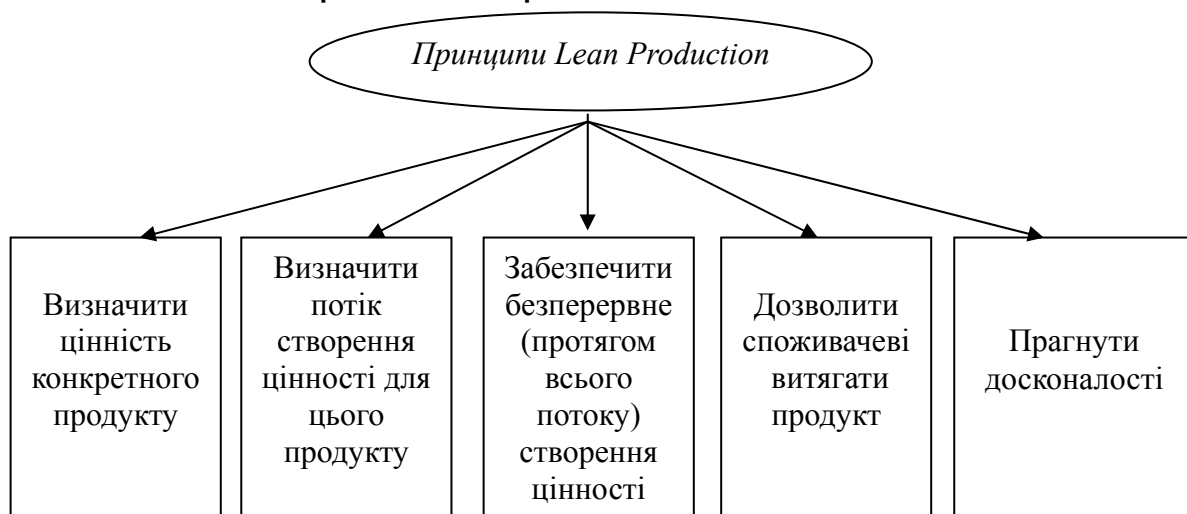 Принципи Lean Production
Визначити
цінність
конкретного
продукту
Визначити
потік
створення
цінності для
цього
продукту
Забезпечити
безперервне
(протягом
всього
потоку)
створення
цінності
Дозволити
споживачеві
витягати
продукт
Прагнути
досконалості